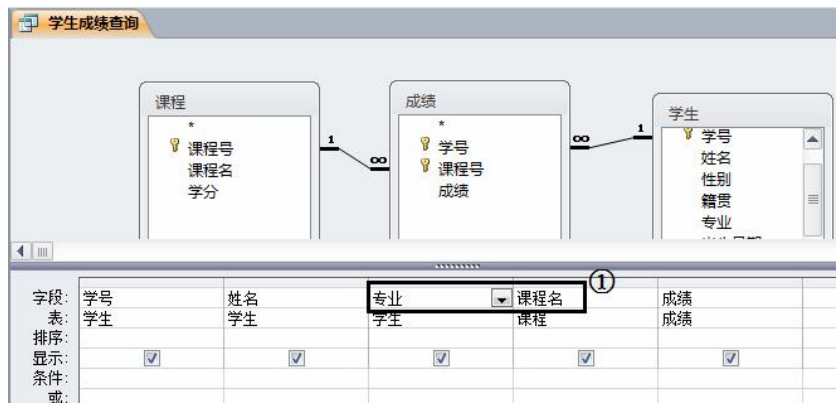 学生成绩查询
课程
*
课程号
课程名
学分
1
∞
成绩
*
学号
课程号
成绩
∞
1
学生
学号
姓名
性别
籍贯
专业
①
字段: 学号 姓名 专业 课程名 成绩
表: 学生 学生 学生 课程 成绩
排序:
显示:
条件:
或: